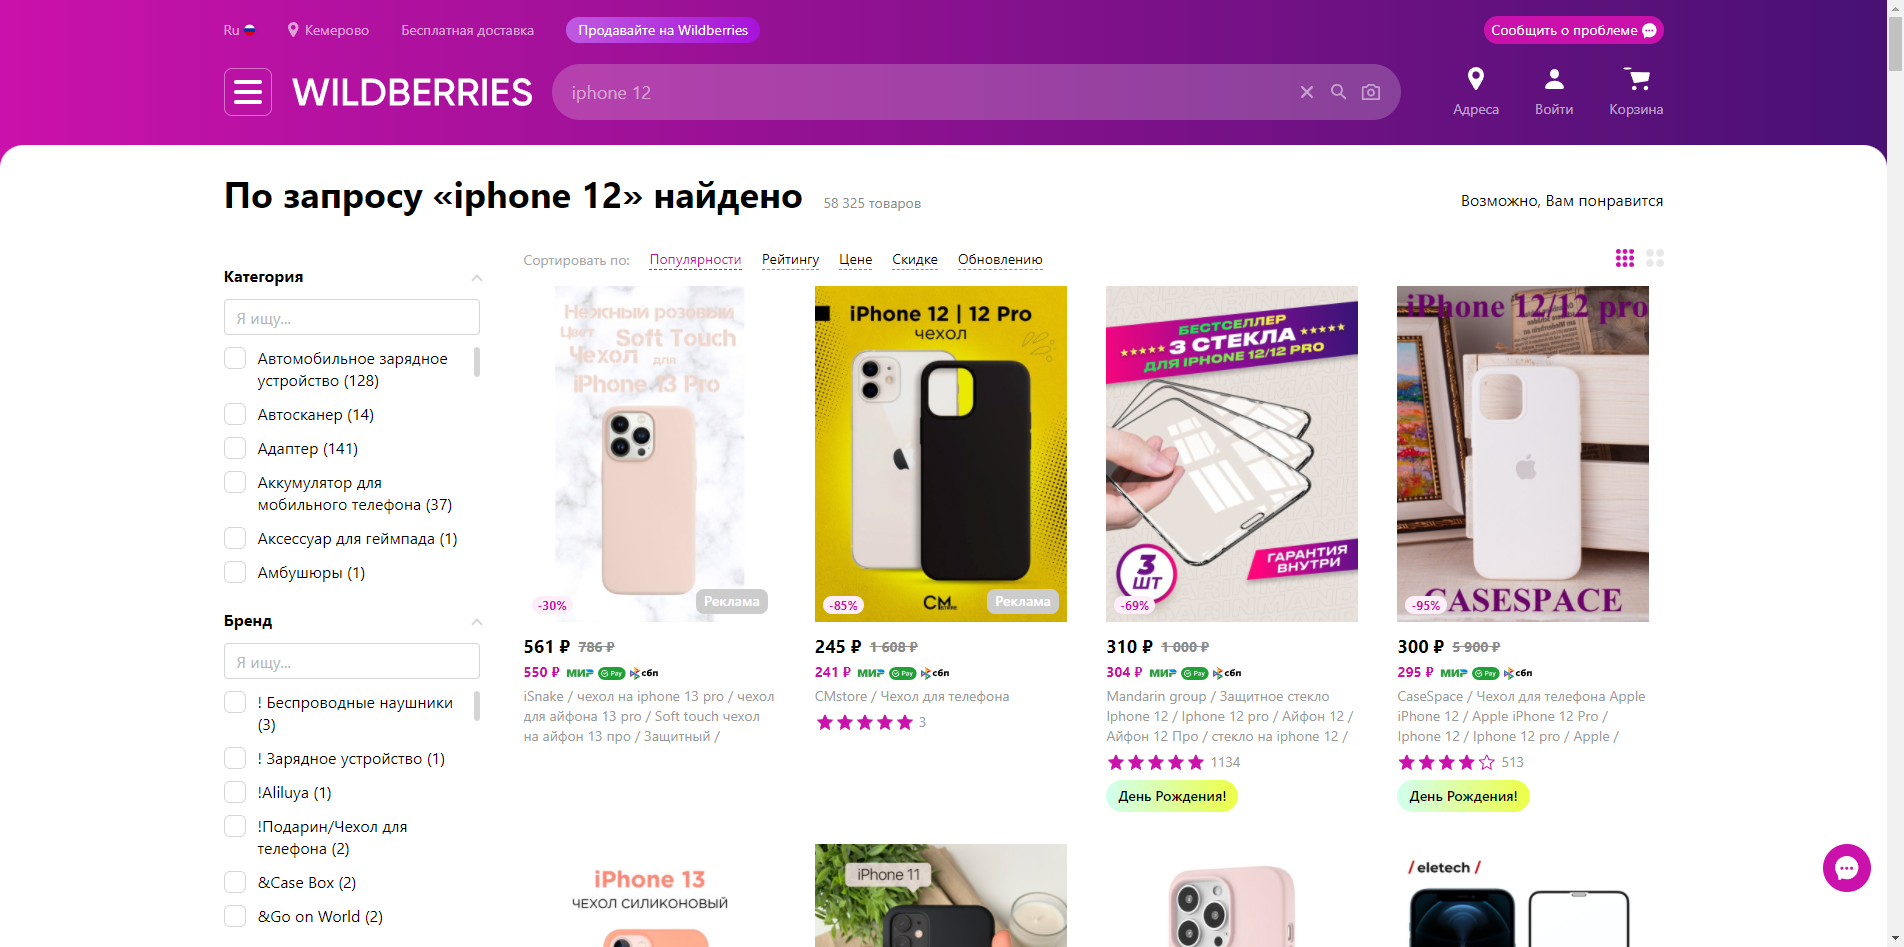 Ru
Кемерово
Бесплатная доставка
Продавайте на Wildberries
Сообщить о проблеме
WILDBERRIES
iphone 12
Адреса
Войти
Корзина
По запросу «iphone 12» найдено
58 325 товаров
Возможно, Вам понравится
Категория
Я ищу...
Автомобильное зарядное
устройство (128)
Автосканер (14)
Адаптер (141)
Аккумулятор для
мобильного телефона (37)
Аксессуар для геймпада (1)
Амбушюры (1)
Бренд
Я ищу...
! Беспроводные наушники
(3)
! Зарядное устройство (1)
!Aliluya (1)
!Подарин/Чехол для
телефона (2)
&Case Box (2)
&Go on World (2)
Сортировать по:
Популярности
Рейтингу
Цене
Скидке
Обновлению
Нежный розовый
Цвет
Soft Touch
Чехол для
iPhone 13 Pro
-30%
Реклама
561 ₽ 786 ₽
550 ₽ МИР Pay сбп
iSnake / чехол на iphone 13 pro / чехол
для айфона 13 pro / Soft touch чехол
на айфон 13 про / Защитный /
iPhone 12 | 12 Pro
чехол
CM
-85%
Реклама
245 ₽ 1 608 ₽
241 ₽ МИР Pay сбп
CMstore / Чехол для телефона
3
БЕСТСЕЛЛЕР
3 СТЕКЛА
ДЛЯ IPHONE 12/12 PRO
3
ШТ
ГАРАНТИЯ
ВНУТРИ
-69%
310 ₽ 1 000 ₽
304 ₽ МИР Pay сбп
Mandarin group / Защитное стекло
Iphone 12 / Iphone 12 pro / Айфон 12 /
Айфон 12 Про / стекло на iphone 12 /
1134
День Рождения!
iPhone 12/12 pro
CASESPACE
-95%
300 ₽ 5 900 ₽
295 ₽ МИР Pay сбп
CaseSpace / Чехол для телефона Apple
iPhone 12 / Apple iPhone 12 Pro /
Iphone 12 / Iphone 12 pro / Apple /
513
День Рождения!
iPhone 13
ЧЕХОЛ СИЛИКОНОВЫЙ
iPhone 11
/ eletech /